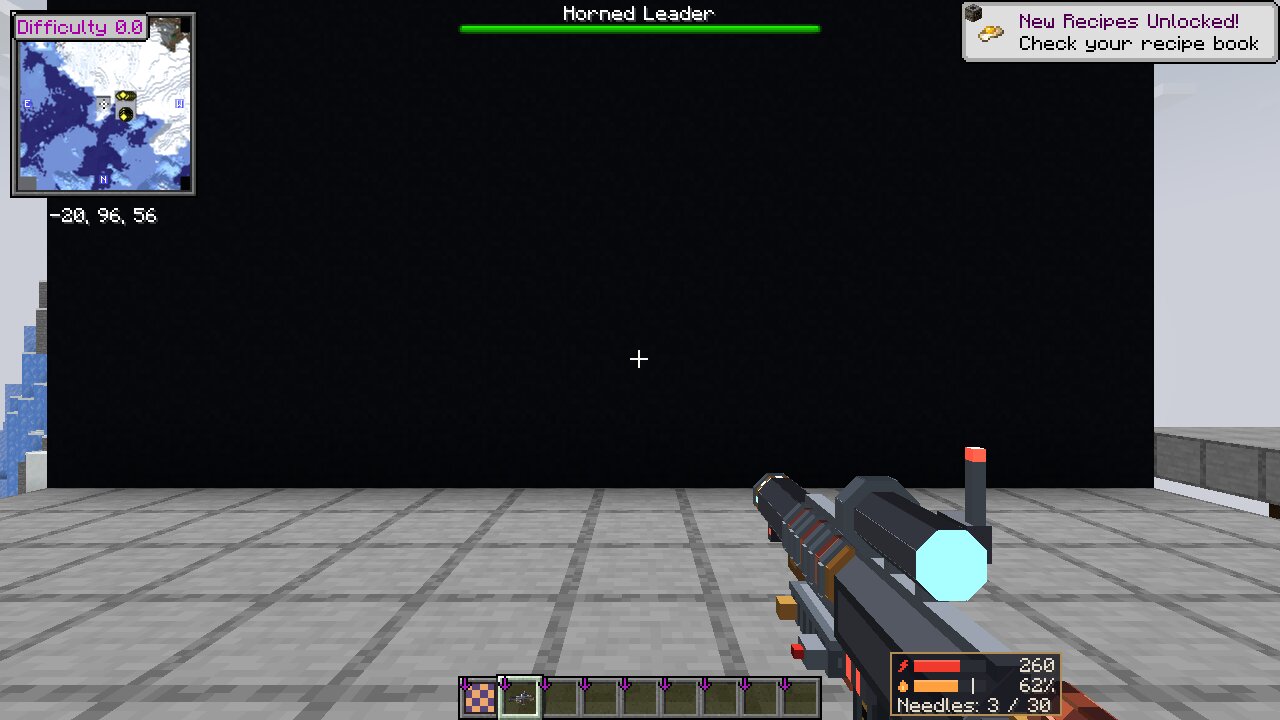 Horned Leader
Difficulty 0.0
New Recipes Unlocked!
Check your recipe book
E
W
N
-20, 96, 56
260
62%
Needles: 3 / 30